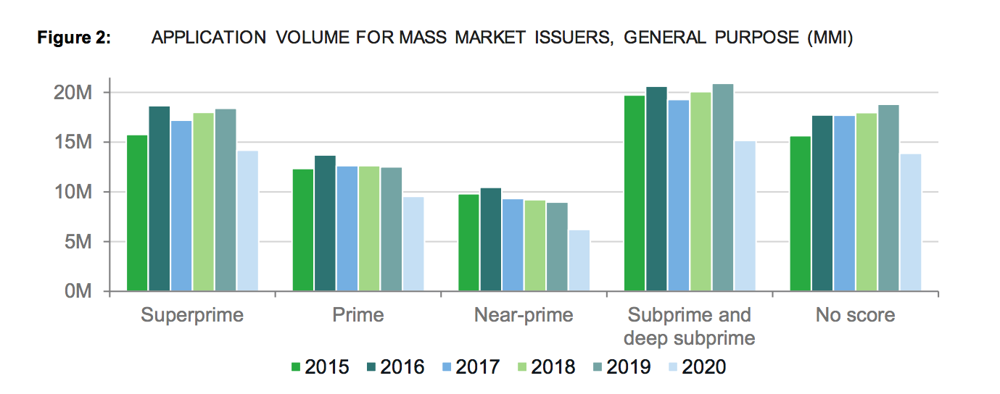 Figure 2: APPLICATION VOLUME FOR MASS MARKET ISSUERS, GENERAL PURPOSE (MMI)
20M
15M
10M
5M
0M
Superprime Prime Near-prime Subprime and deep subprime No score
2015 2016 2017 2018 2019 2020